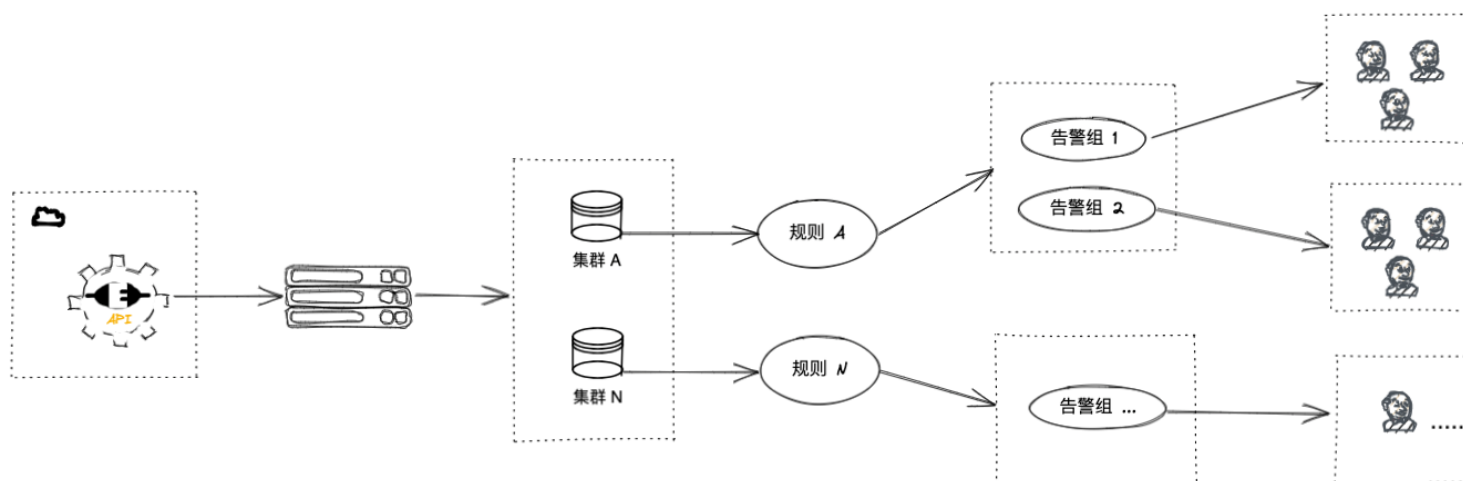 API
集群 A
集群 N
规则 A
规则 N
告警组 1
告警组 2
告警组 ...
.....